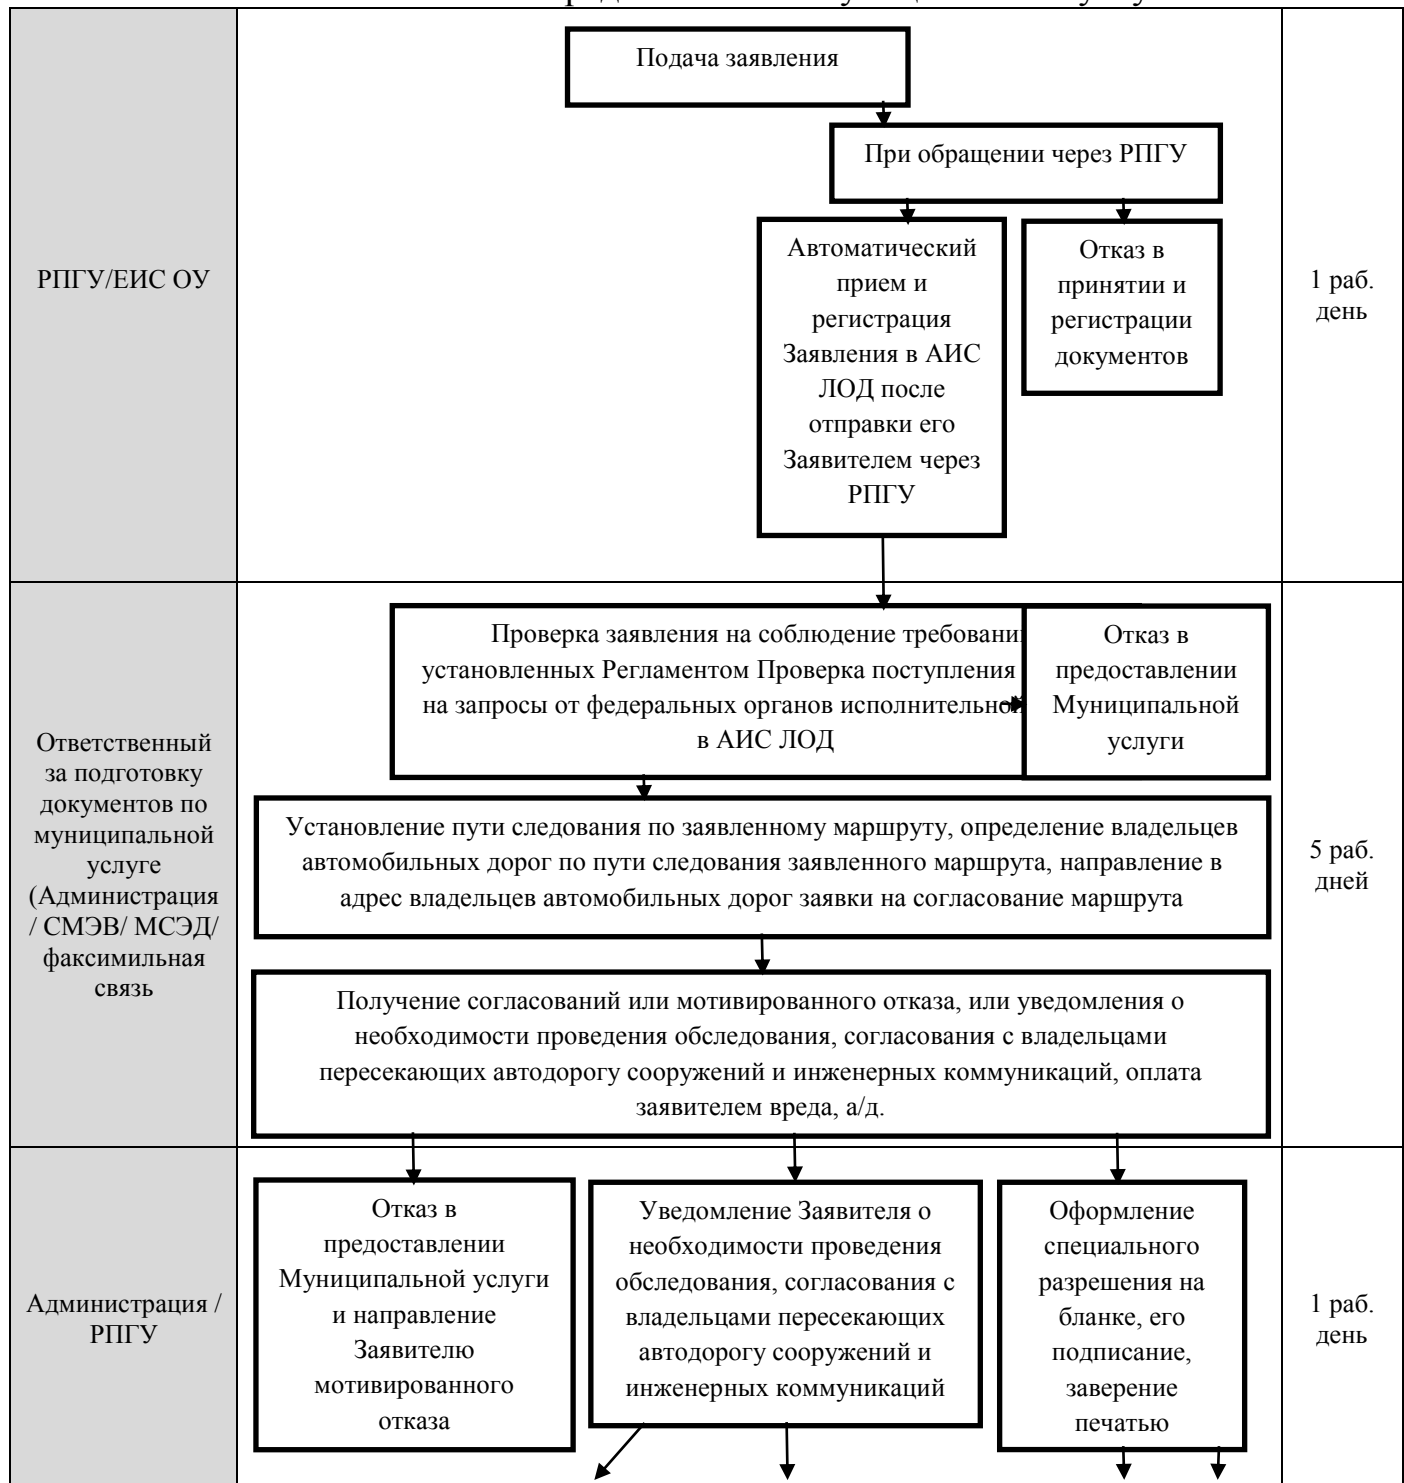 Подача заявления
При обращении через РПГУ
РПГУ/ЕИС ОУ
Автоматический
прием и
регистрация
Заявления в АИС
ЛОД после
отправки его
Заявителем через
РПГУ
Отказ в
принятии и
регистрации
документов
1 раб.
день
Ответственный
за подготовку
документов по
муниципальной
услуге
(Администрация
/ СМЭВ/ МСЭД/
факсимильная
связь
Проверка заявления на соблюдение
установленных Регламентом Проверка поступления
на запросы от федеральных органов
в АИС ЛОД
Отказ в
предоставлении
Муниципальной
услуги
Установление пути следования по заявленному маршруту, определение владельцев
автомобильных дорог по пути следования заявленного маршрута, направление в
адрес владельцев автомобильных дорог заявки на согласование маршрута
Получение согласований или мотивированного отказа, или уведомления о
необходимости проведения обследования, согласования с владельцами
пересекающих автодорогу сооружений и инженерных коммуникаций, оплата
заявителем вреда, а/д.
5 раб.
дней
Администрация /
РПГУ
Отказ в
предоставлении
Муниципальной услуги
и направление
Заявителю
мотивированного
отказа
Уведомление Заявителя о
необходимости проведения
обследования, согласования с
владельцами пересекающих
автодорогу сооружений и
инженерных коммуникаций
Оформление
специального
разрешения на
бланке, его
подписание,
заверение
печатью
1 раб.
день